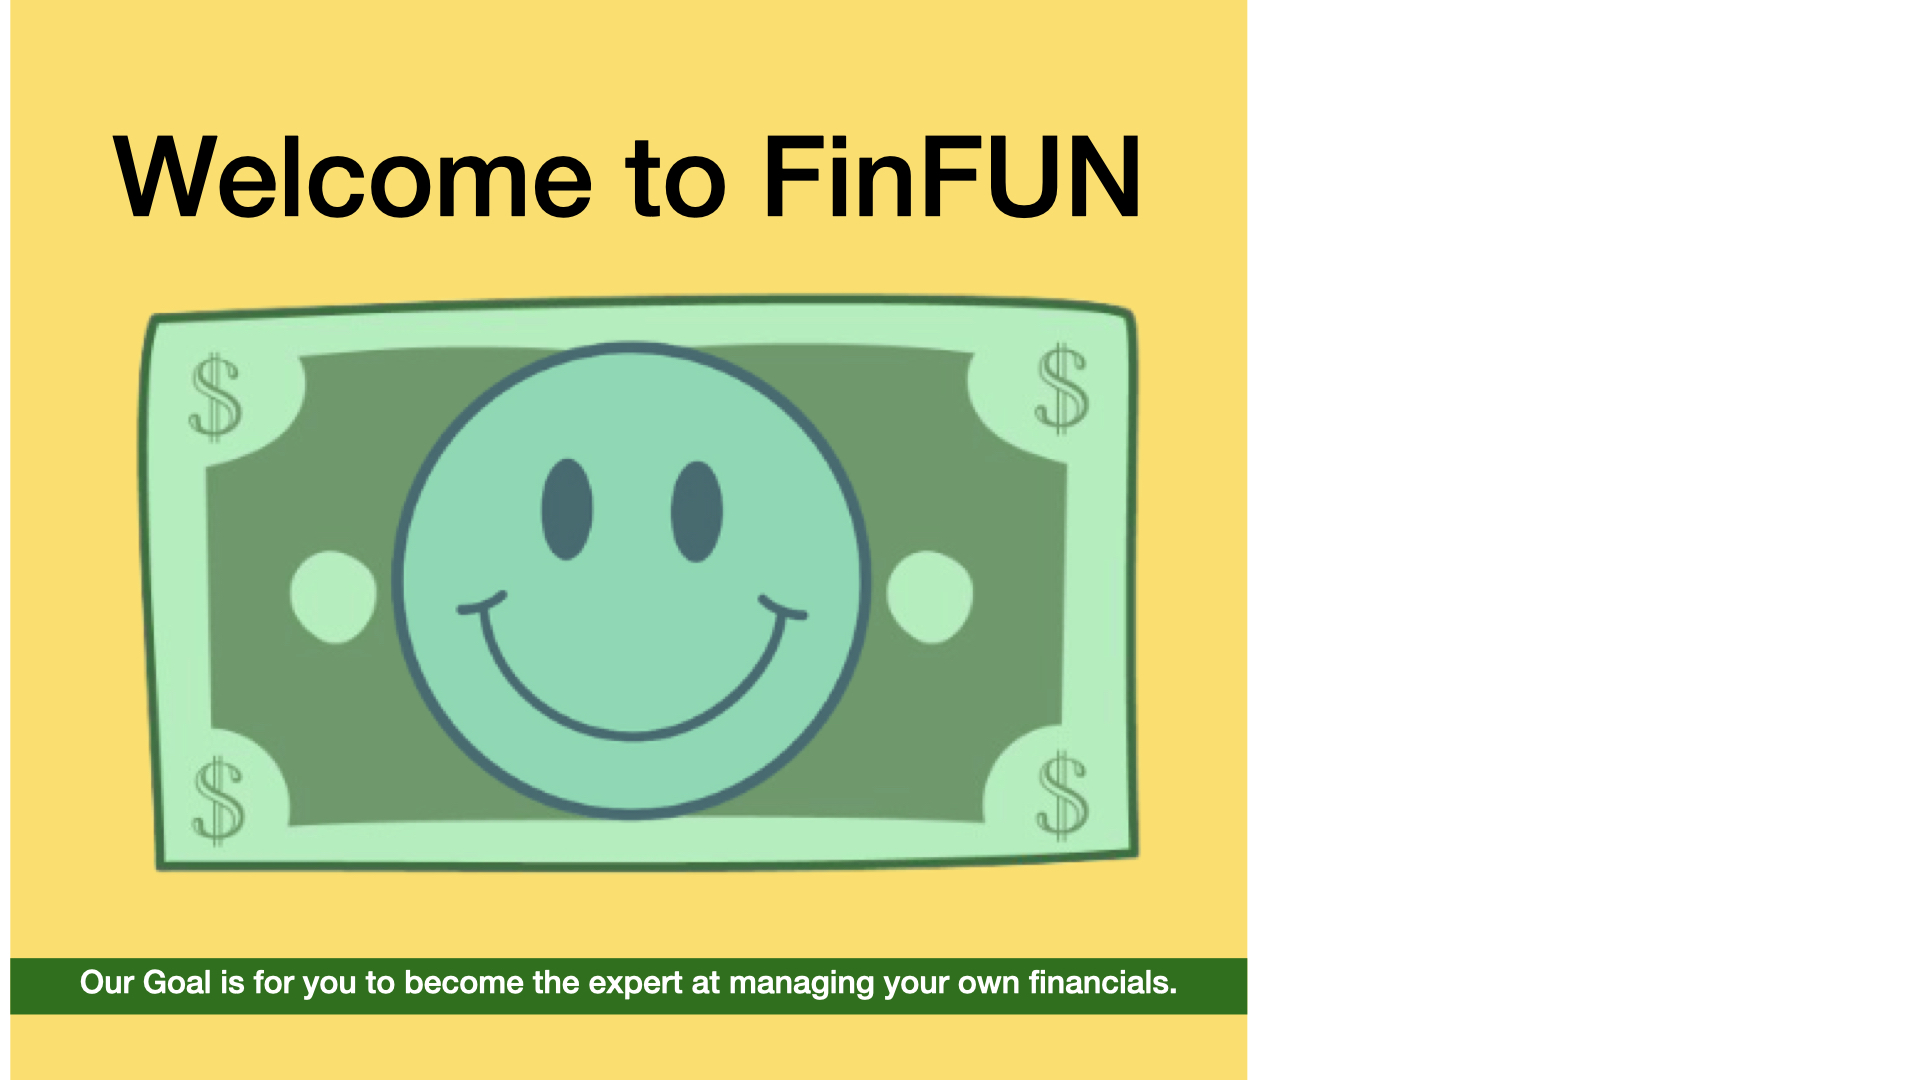 Welcome to FinFUN
$ $
$ $
Our Goal is for you to become the expert at managing your own financials.